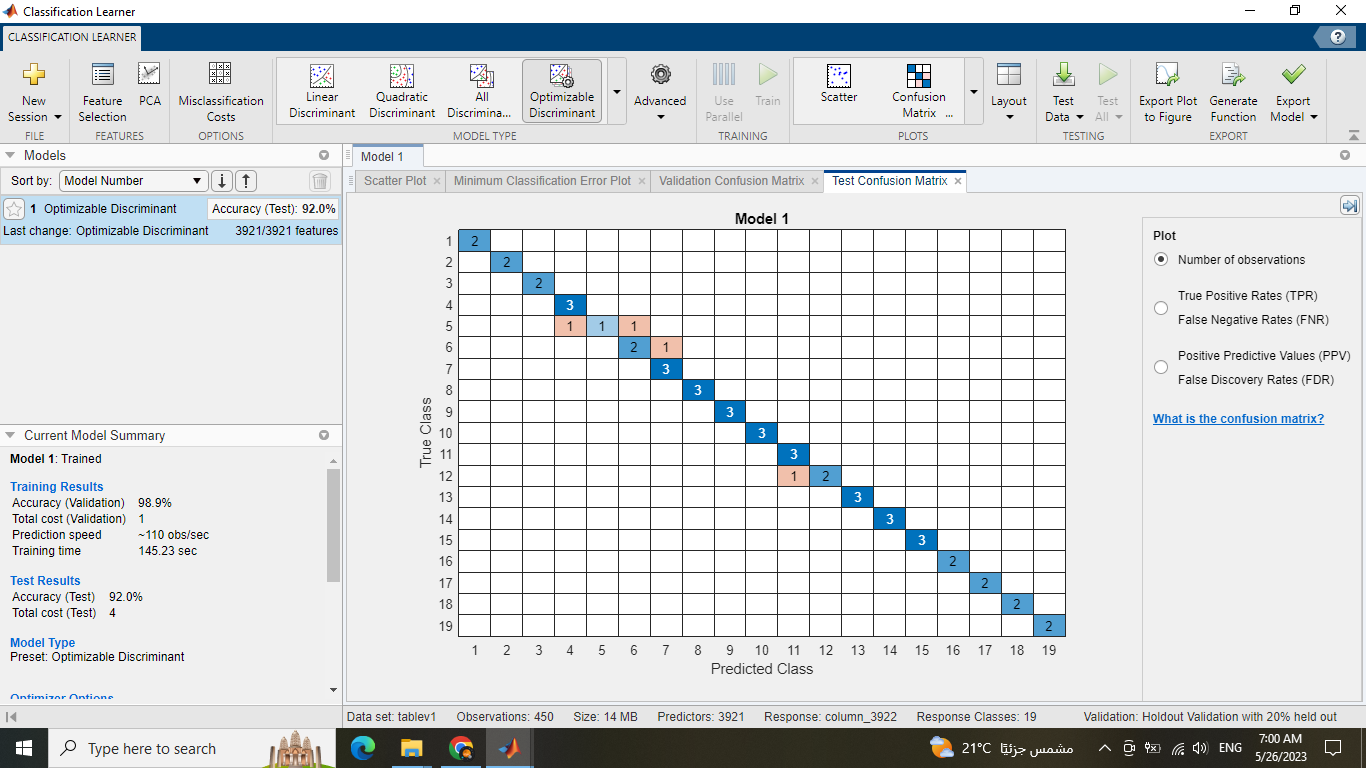 Classification Learner
CLASSIFICATION LEARNER
?
New Session
Feature Selection
PCA
Misclassification Costs
Linear Discriminant
Quadratic Discriminant
All Discrimina...
Optimizable Discriminant
Advanced
Use Parallel
Train
Scatter
Confusion Matrix ...
Layout
Test Data
Test All
Export Plot to Figure
Generate Function
Export Model
FILE
FEATURES
OPTIONS
MODEL TYPE
TRAINING
PLOTS
TESTING
EXPORT
Models
Sort by: Model Number
1 Optimizable Discriminant Accuracy (Test): 92.0%
Last change: Optimizable Discriminant 3921/3921 features
Current Model Summary
Model 1: Trained
Training Results
Accuracy (Validation) 98.9%
Total cost (Validation) 1
Prediction speed ~110 obs/sec
Training time 145.23 sec
Test Results
Accuracy (Test) 92.0%
Total cost (Test) 4
Model Type
Preset: Optimizable Discriminant
Optimizer Options
Model 1
Scatter Plot
Minimum Classification Error Plot
Validation Confusion Matrix
Test Confusion Matrix
Model 1
True Class
1 2
2 2
3 2
4 3
5 1 1 1
6 2 1
7 3
8 3
9 3
10 3
11 3
12 1 2
13 3
14 3
15 3
16 2
17 2
18 2
19 2
1 2 3 4 5 6 7 8 9 10 11 12 13 14 15 16 17 18 19
Predicted Class
Plot
Number of observations
True Positive Rates (TPR)
False Negative Rates (FNR)
Positive Predictive Values (PPV)
False Discovery Rates (FDR)
What is the confusion matrix?
Data set: tablev1 Observations: 450 Size: 14 MB Predictors: 3921 Response: column_3922 Response Classes: 19 Validation: Holdout Validation with 20% held out
Type here to search
21°C مشمس جزئيًا
ENG
7:00 AM
5/26/2023